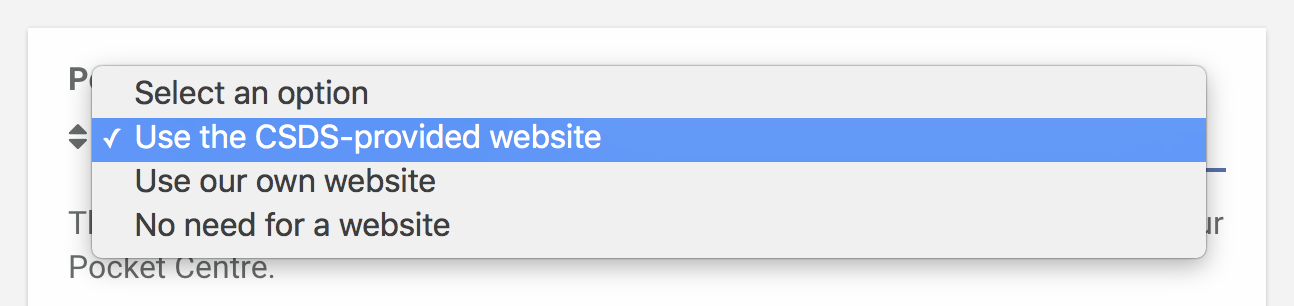 Select an option
✓ Use the CSDS-provided website
Use our own website
No need for a website
Pocket Centre.